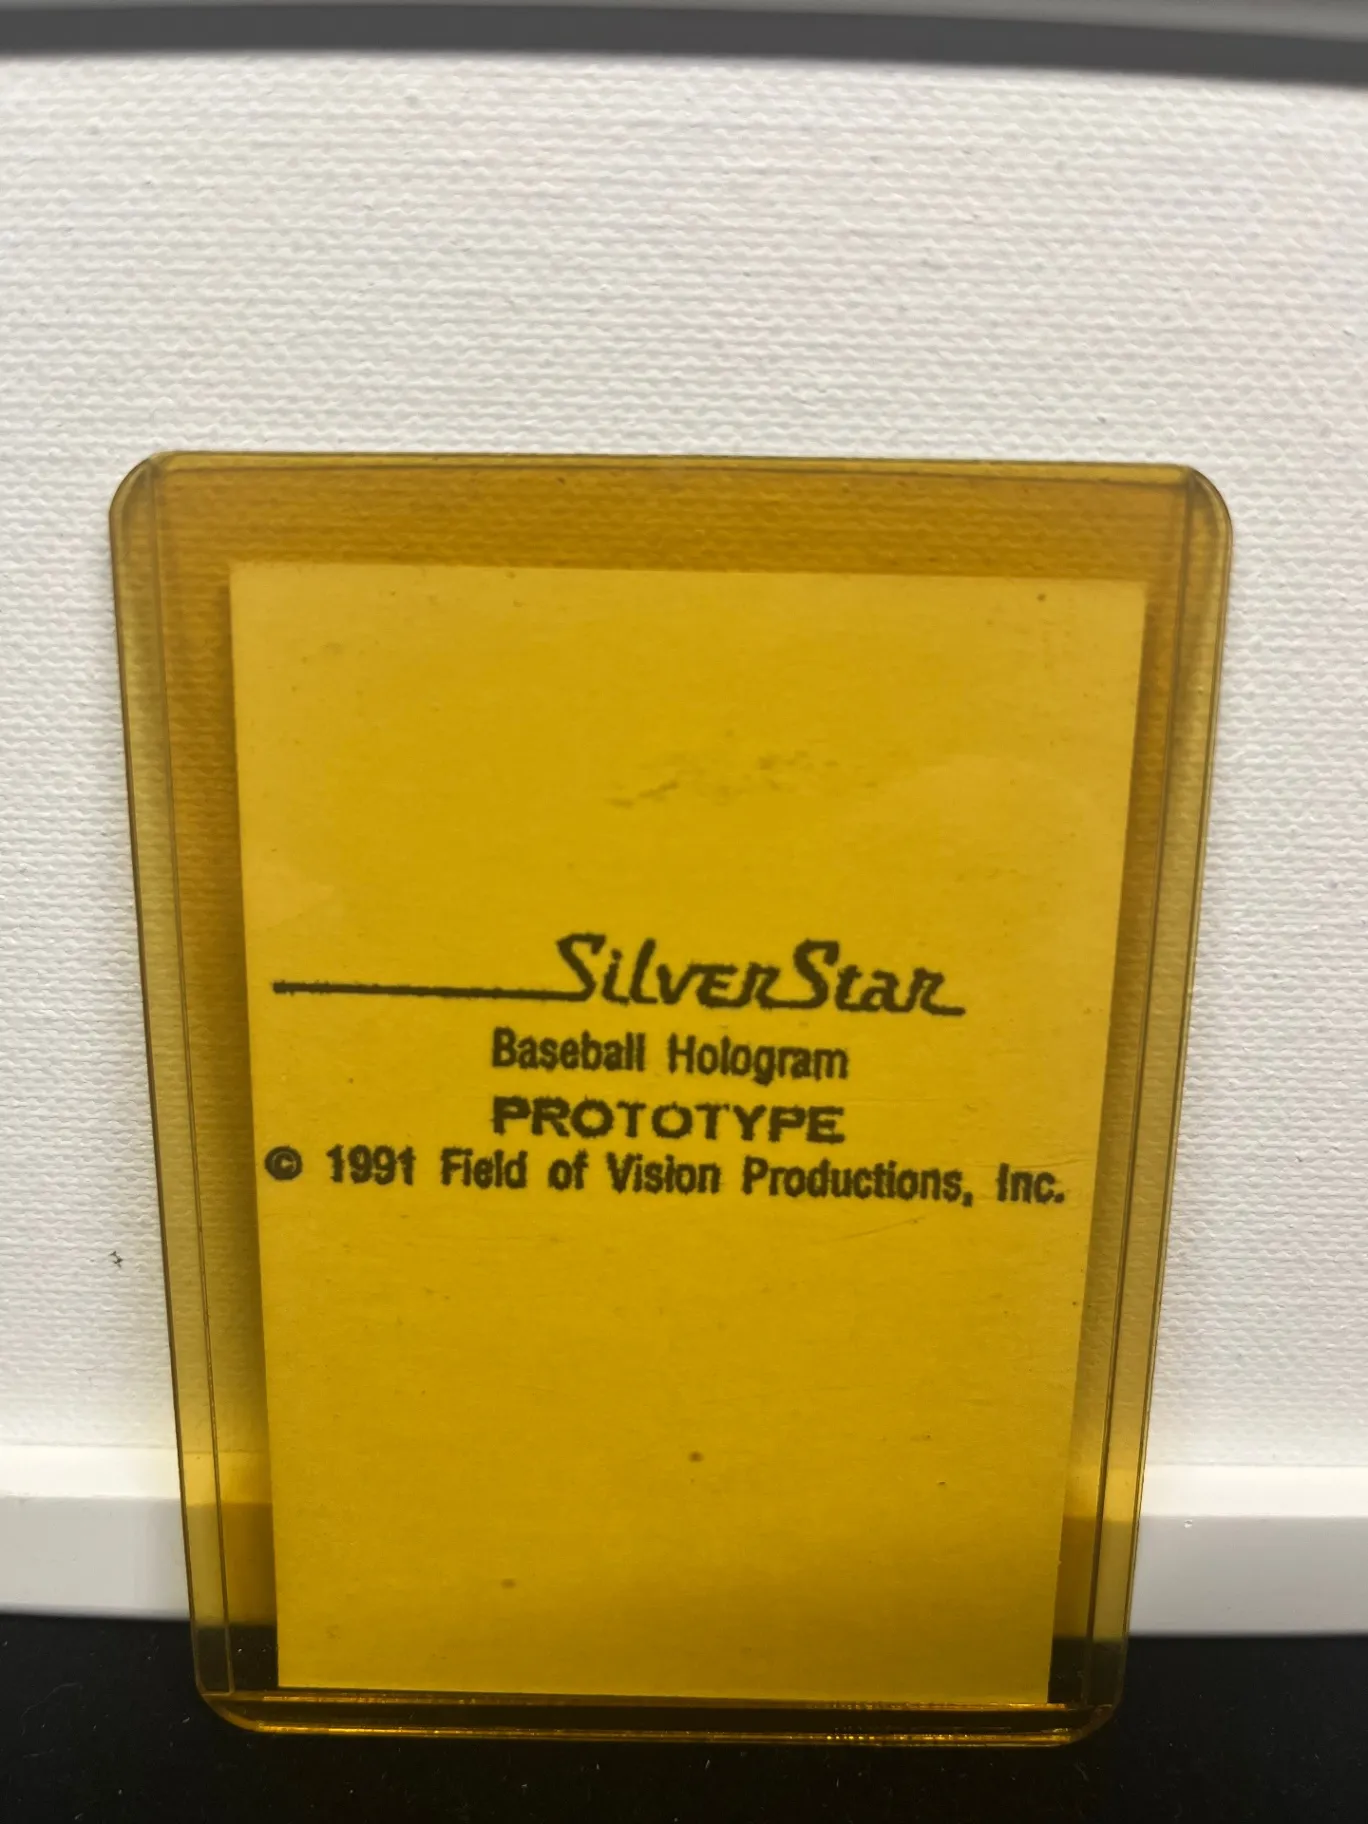 SilverStar
Baseball Hologram
PROTOTYPE
© 1991 Field of Vision Productions, Inc.